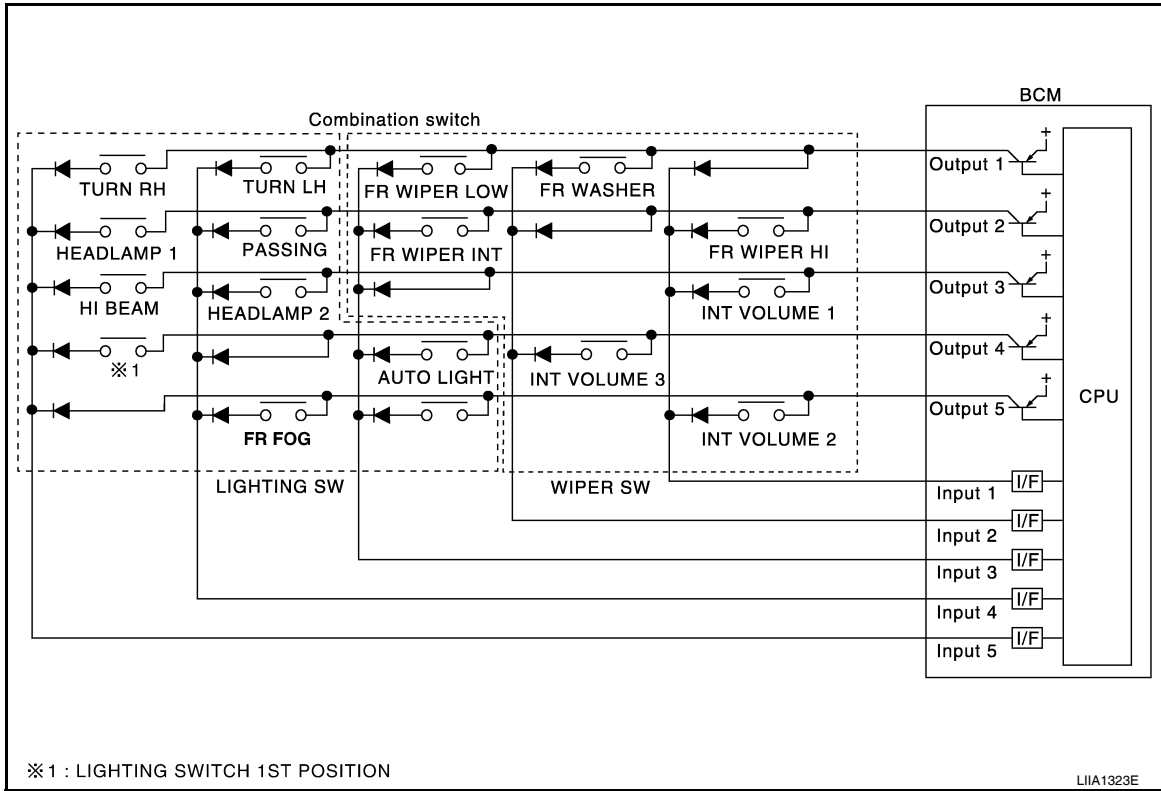 BCM
Combination switch
+
Output 1
TURN RH
TURN LH
FR WIPER LOW
FR WASHER
+
Output 2
HEADLAMP 1
PASSING
FR WIPER INT
FR WIPER HI
+
Output 3
HI BEAM
HEADLAMP 2
INT VOLUME 1
+
Output 4
※1
AUTO LIGHT
INT VOLUME 3
+
CPU
Output 5
FR FOG
INT VOLUME 2
LIGHTING SW
WIPER SW
Input 1
I/F
Input 2
I/F
Input 3
I/F
Input 4
I/F
Input 5
I/F
※1 : LIGHTING SWITCH 1ST POSITION
LIIA1323E